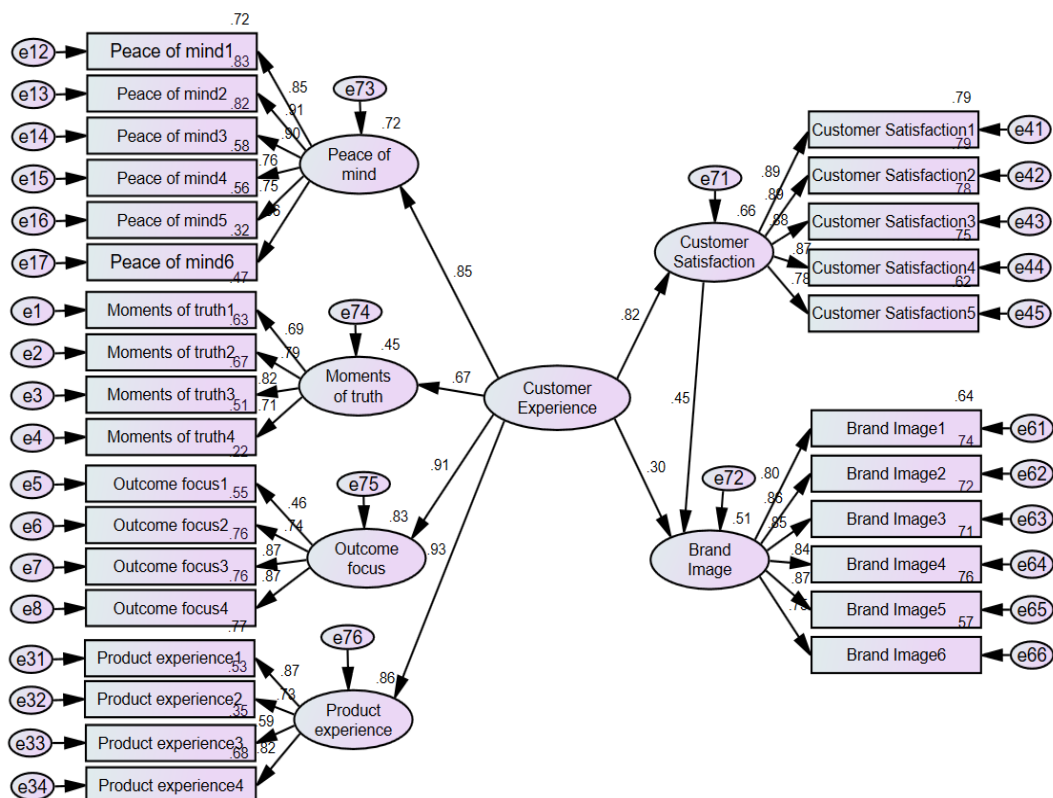 .72
e12
Peace of mind1
.83
e13
Peace of mind2
.82
e14
Peace of mind3
.58
e15
Peace of mind4
.56
e16
Peace of mind5
.32
e17
Peace of mind6
.47
.85
.91
.90
.76
.75
e73
.72
Peace of
mind
e1
Moments of truth1
.63
e2
Moments of truth2
.67
e3
Moments of truth3
.51
e4
Moments of truth4
.22
.69
.79
.82
.71
e74
.45
Moments
of truth
e5
Outcome focus1
.55
e6
Outcome focus2
.76
e7
Outcome focus3
.76
e8
Outcome focus4
.77
.46
.74
.87
.87
e75
.83
Outcome
focus
e31
Product experience1
.53
e32
Product experience2
.35
e33
Product experience3
.68
e34
Product experience4
.87
.73
.59
.82
e76
.86
Product
experience
.85
.67
.91
.93
Customer
Experience
.82
.30
.45
e71
.66
Customer
Satisfaction
.89
.89
.88
.87
.78
.79
Customer Satisfaction1
e41
.79
Customer Satisfaction2
e42
.78
Customer Satisfaction3
e43
.75
Customer Satisfaction4
e44
.62
Customer Satisfaction5
e45
e72
.51
Brand
Image
.80
.86
.85
.84
.87
.75
.64
Brand Image1
e61
.74
Brand Image2
e62
.72
Brand Image3
e63
.71
Brand Image4
e64
.76
Brand Image5
e65
.57
Brand Image6
e66